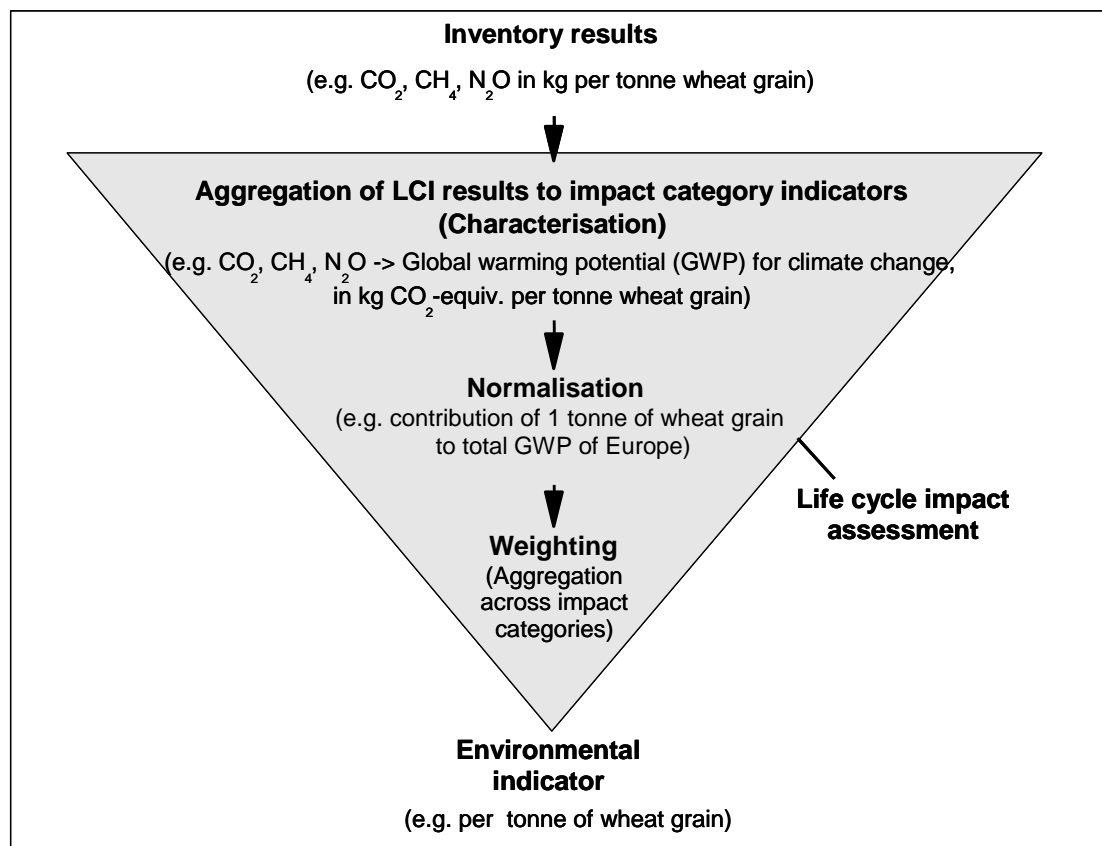 Inventory results
(e.g. CO₂, CH₄, N₂O in kg per tonne wheat grain)
Aggregation of LCI results to impact category indicators
(Characterisation)
(e.g. CO₂, CH₄, N₂O -> Global warming potential (GWP) for climate change,
in kg CO₂-equiv. per tonne wheat grain)
Normalisation
(e.g. contribution of 1 tonne of wheat grain
to total GWP of Europe)
Life cycle impact
assessment
Weighting
(Aggregation
across impact
categories)
Environmental
indicator
(e.g. per tonne of wheat grain)